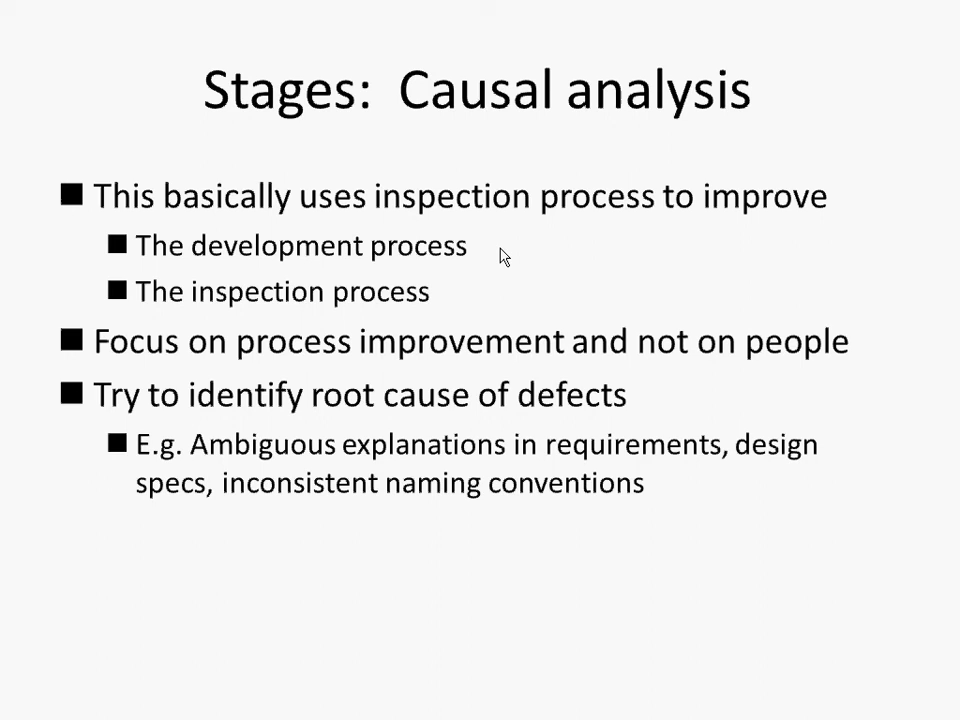 Stages:  Causal analysis
This basically uses inspection process to improve
The development process
The inspection process
Focus on process improvement and not on people
Try to identify root cause of defects
E.g. Ambiguous explanations in requirements, design
specs, inconsistent naming conventions